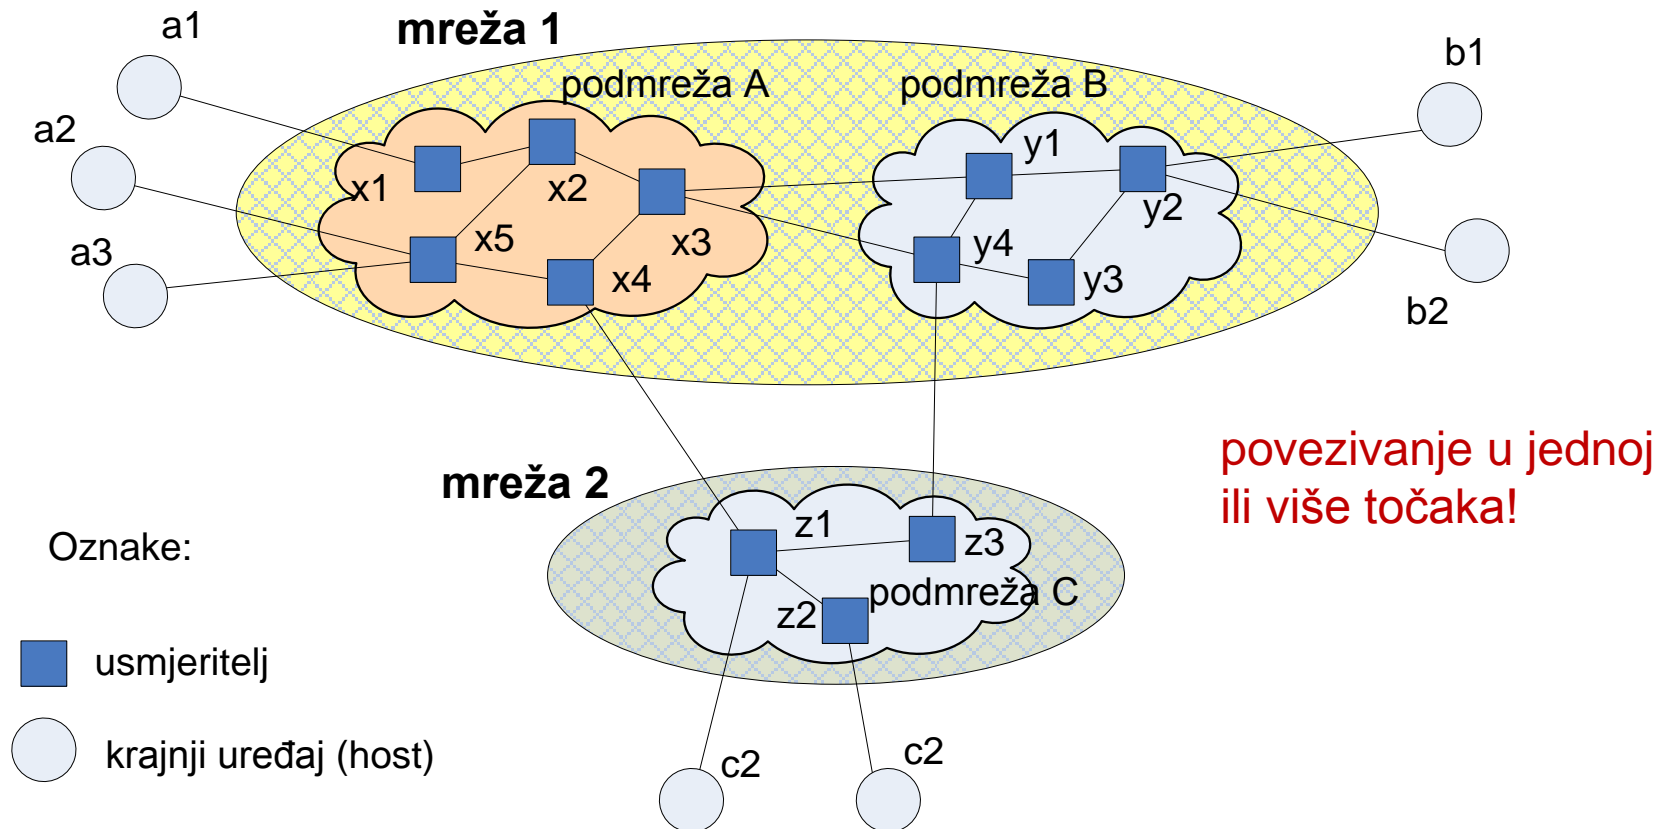 a1
mreža 1
b1
podmreža A
podmreža B
a2
y1
x1
x2
y2
a3
x5
x3
y4
x4
y3
b2
mreža 2
povezivanje u jednoj
ili više točaka!
z1
z3
Oznake:
podmreža C
z2
usmjeritelj
krajnji uređaj (host)
c2
c2